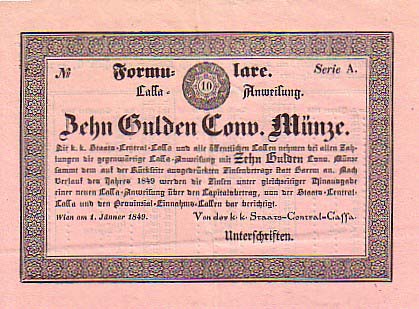 № Formu- lare. Serie A.
10
Cassa - Anweisung.
Zehn Gulden Conv. Münze.
Die k. k. Staats-Central-Cassa und alle öffentlichen Cassen nehmen bei allen Zah-
lungen die gegenwärtige Cassa-Anweisung mit Zehn Gulden Conv. Münze
sammt dem auf der Rückseite ausgedrückten Zinsenbetrage statt Barem an. Nach
Verlauf des Jahres 1849 werden die Zinsen unter gleichzeitiger Hinausgabe
einer neuen Cassa-Anweisung über den Capitalsbetrag, von der Staats-Central-
Cassa und den Provinzial-Einnahms-Cassen bar berichtigt.
Wien am 1. Jänner 1849. Von der k. k. Staats-Central-Cassa.
Unterschriften.